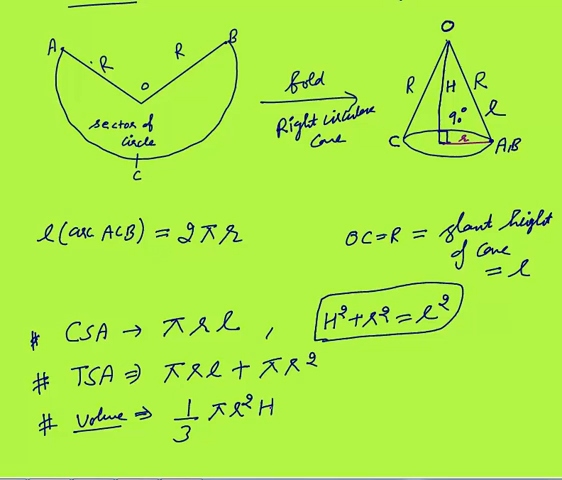 O
A
B
R
R
O
sector of
circle
C
fold
Right circular
Cone
R
H
R
l
90°
r
C
A,B
l(arc ACB) = 2πr
OC=R = slant height
of cone
= l
# CSA → πrl , H²+r²=l²
# TSA ⇒ πrl + πr²
# Volume ⇒ 1/3 πr²H